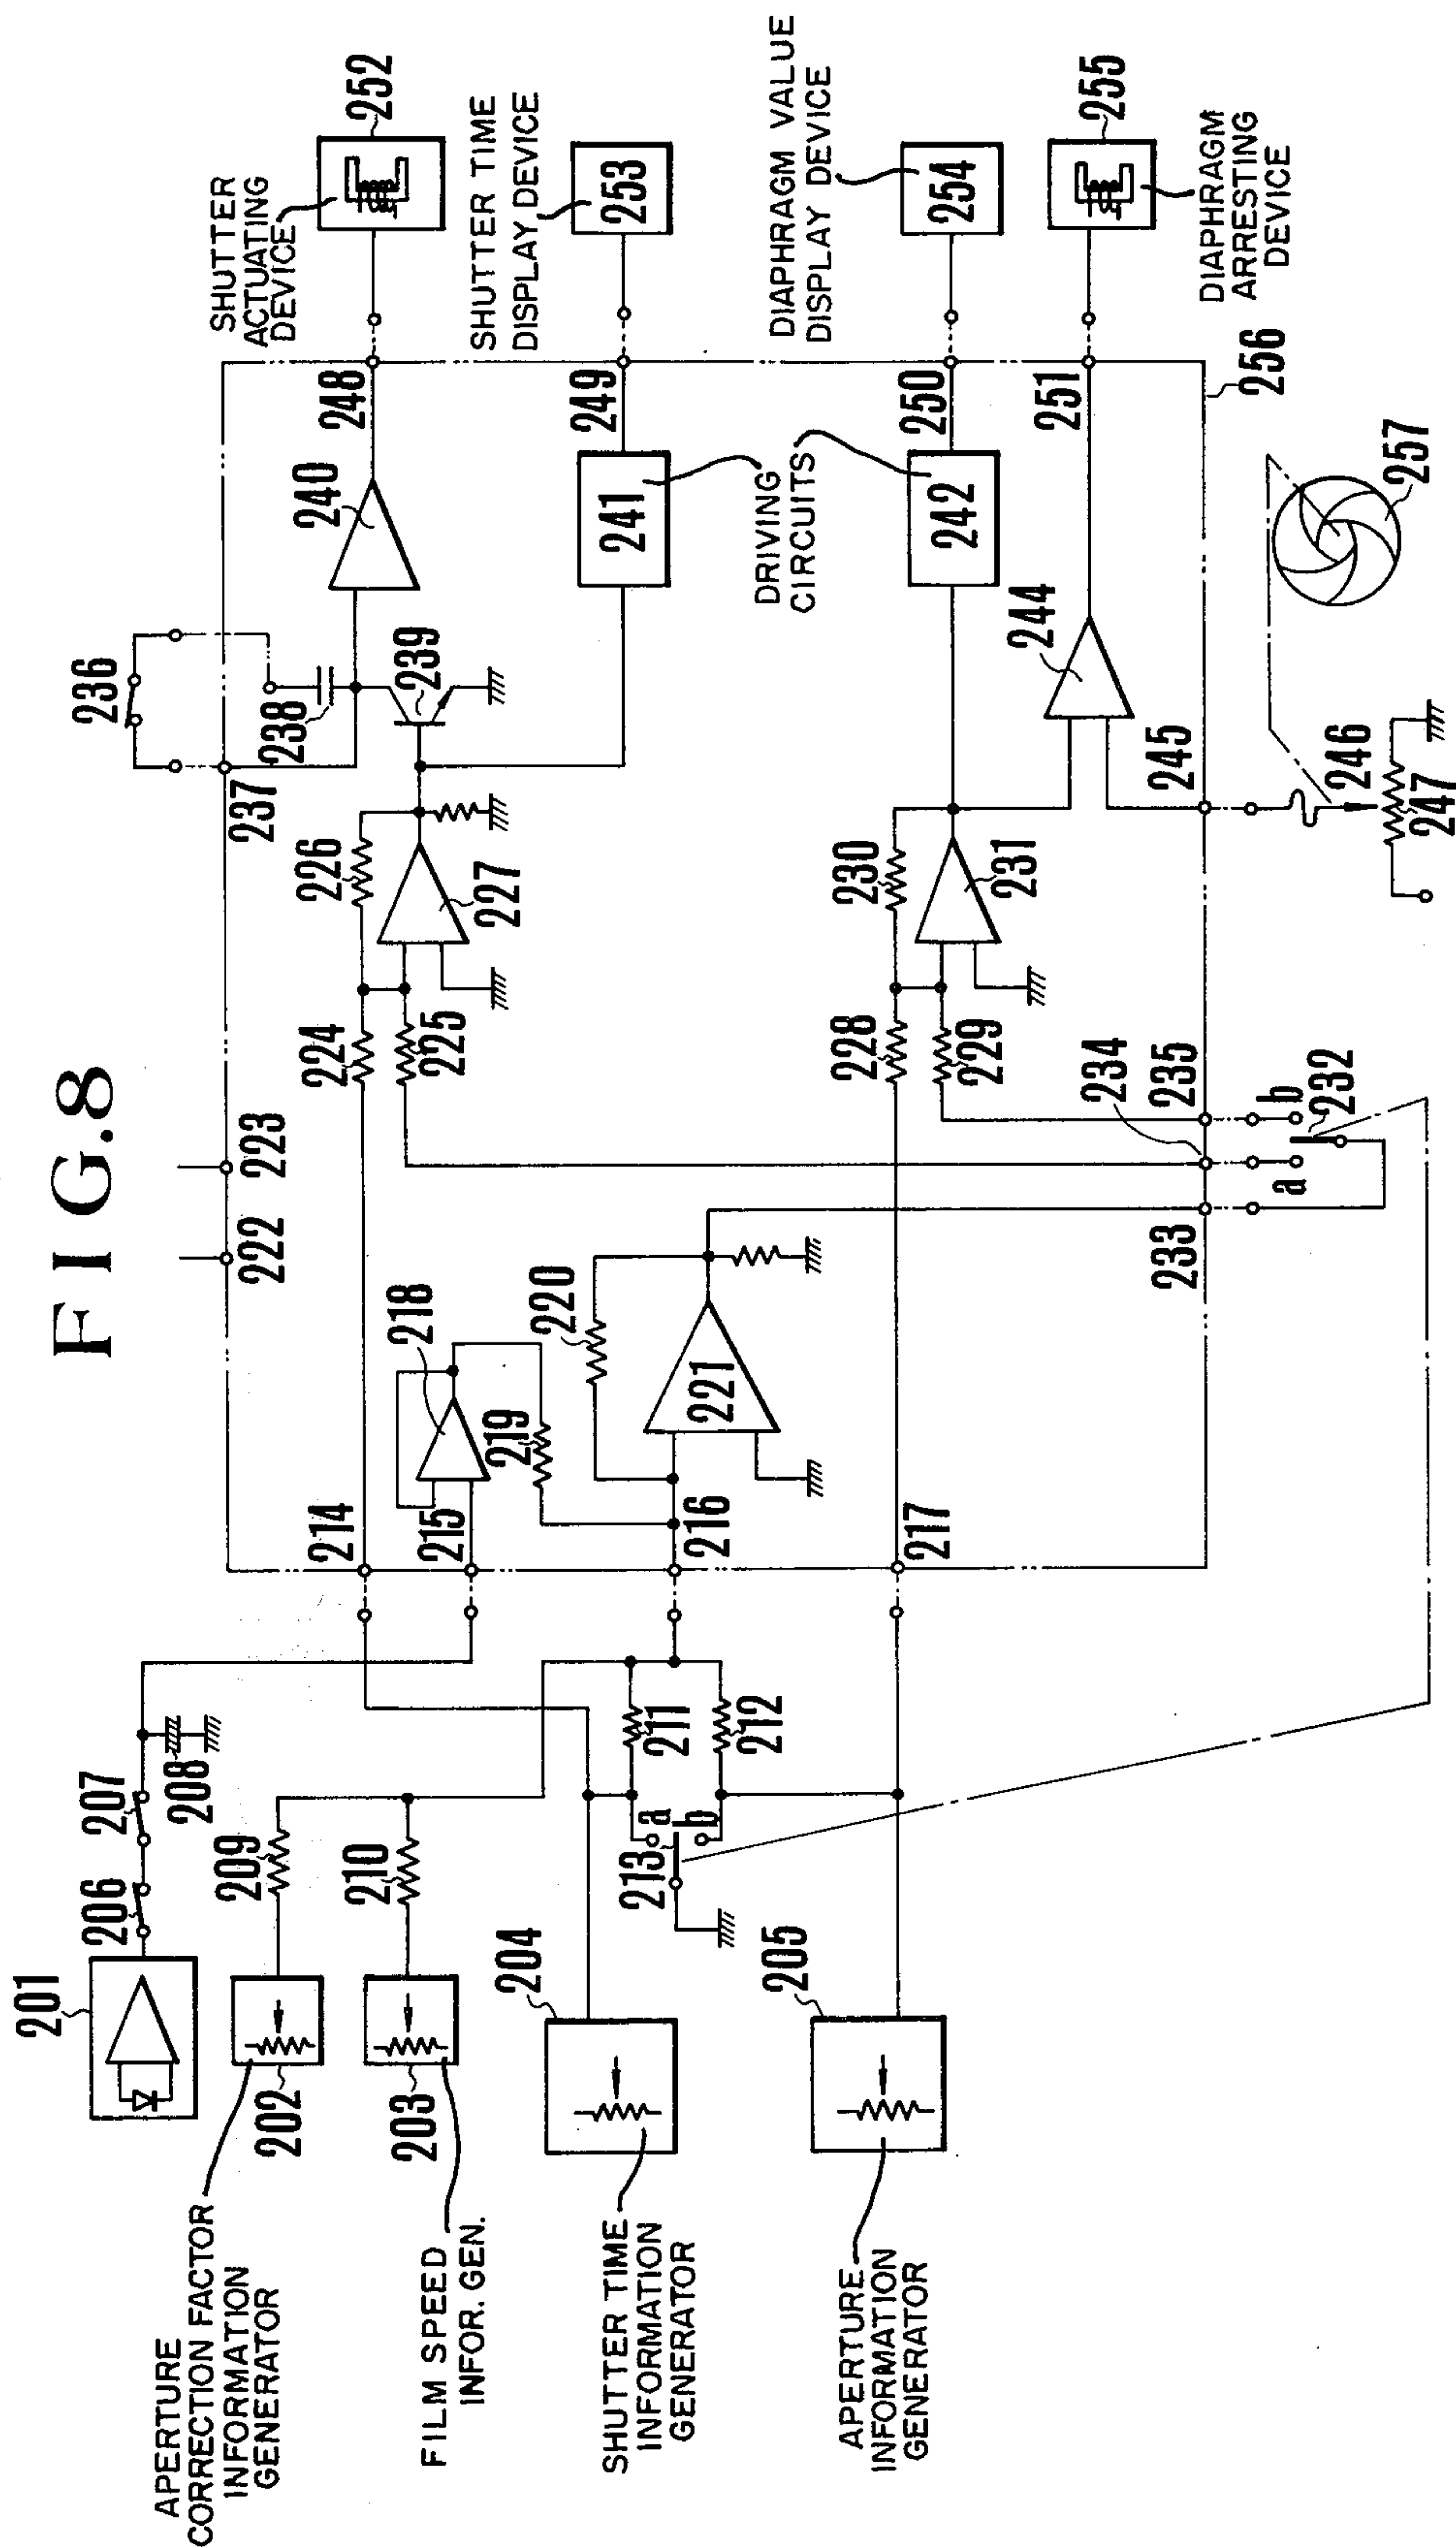 FIG.8
201
206
207
208
APERTURE
CORRECTION FACTOR
INFORMATION
GENERATOR
202
209
FILM SPEED
INFOR. GEN.
203
210
SHUTTER TIME
INFORMATION
GENERATOR
204
211
212
213
a
b
APERTURE
INFORMATION
GENERATOR
205
214
215
216
217
218
219
220
221
222
223
224
225
226
227
228
229
230
231
232
a
b
233
234
235
236
237
238
239
240
241
DRIVING
CIRCUITS
242
244
245
246
247
248
249
250
251
SHUTTER
ACTUATING
DEVICE
252
SHUTTER TIME
DISPLAY DEVICE
253
DIAPHRAGM VALUE
DISPLAY DEVICE
254
255
DIAPHRAGM
ARRESTING
DEVICE
256
257